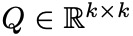 Q ∈ ℝ^{k×k}